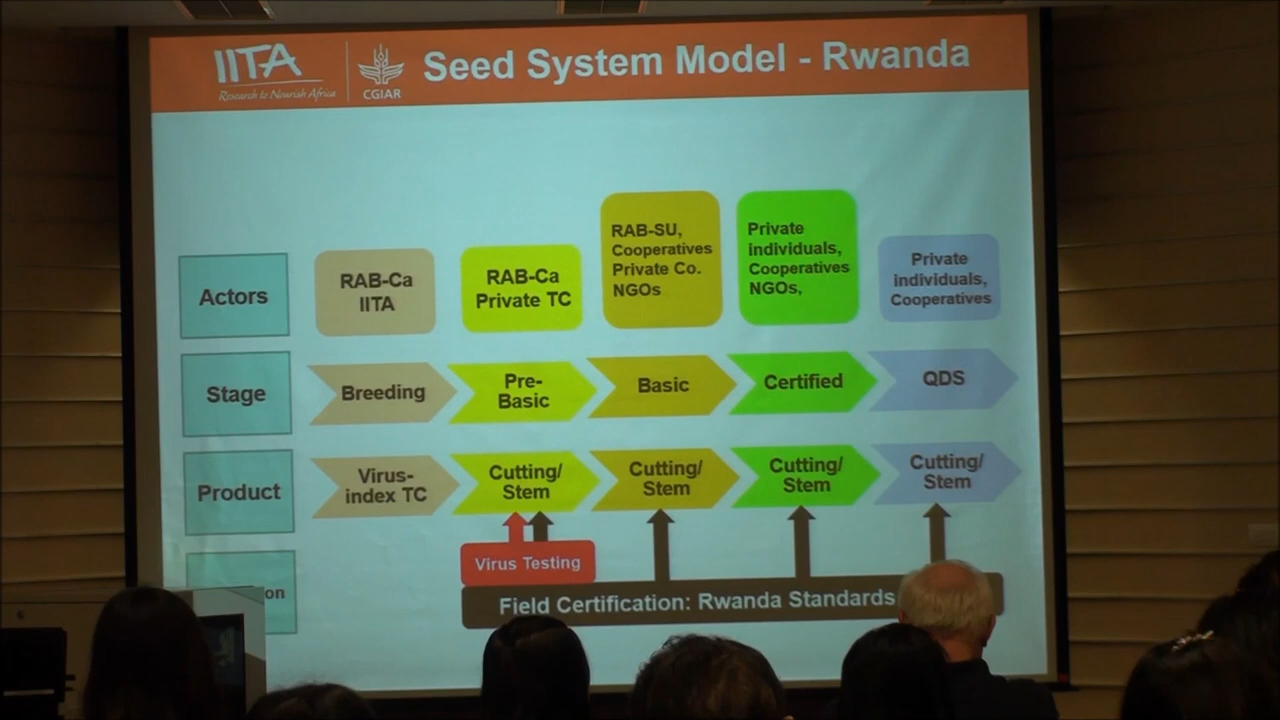 IITA
Research to Nourish Africa
CGIAR
Seed System Model - Rwanda
Actors
RAB-Ca
IITA
RAB-Ca
Private TC
RAB-SU,
Cooperatives
Private Co.
NGOs
Private
individuals,
Cooperatives
NGOs,
Private
individuals,
Cooperatives
Stage
Breeding
Pre-
Basic
Basic
Certified
QDS
Product
Virus-
index TC
Cutting/
Stem
Cutting/
Stem
Cutting/
Stem
Cutting/
Stem
Virus Testing
Field Certification: Rwanda Standards